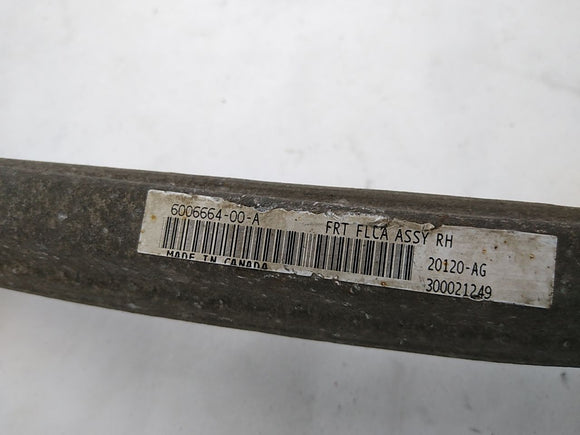 6006664-00-A FRT FLCA ASSY RH
MADE IN CANADA 20120-AG
300021249